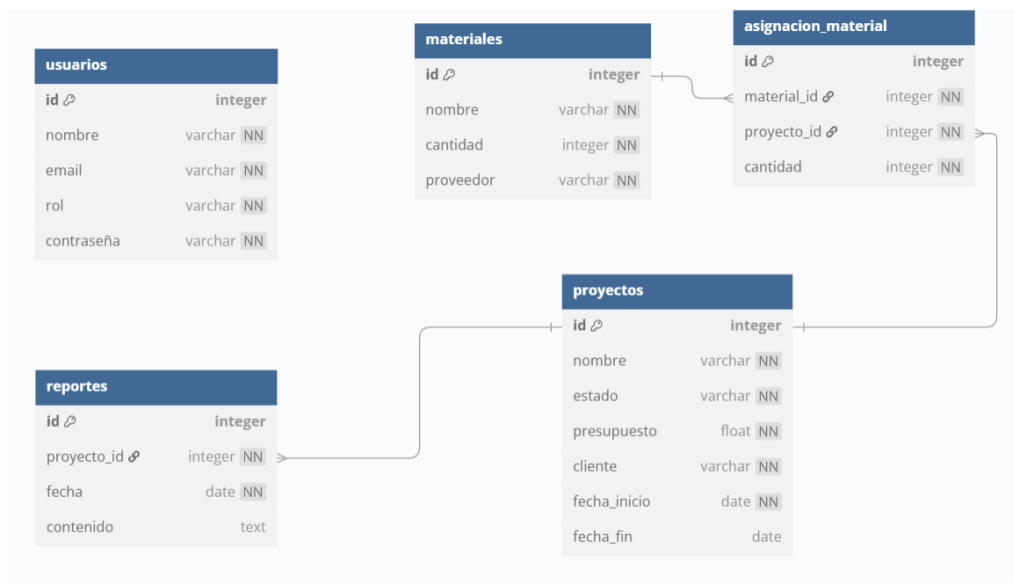 usuarios
id integer
nombre varchar NN
email varchar NN
rol varchar NN
contraseña varchar NN
materiales
id integer
nombre varchar NN
cantidad integer NN
proveedor varchar NN
asignacion_material
id integer
material_id integer NN
proyecto_id integer NN
cantidad integer NN
proyectos
id integer
nombre varchar NN
estado varchar NN
presupuesto float NN
cliente varchar NN
fecha_inicio date NN
fecha_fin date
reportes
id integer
proyecto_id integer NN
fecha date NN
contenido text